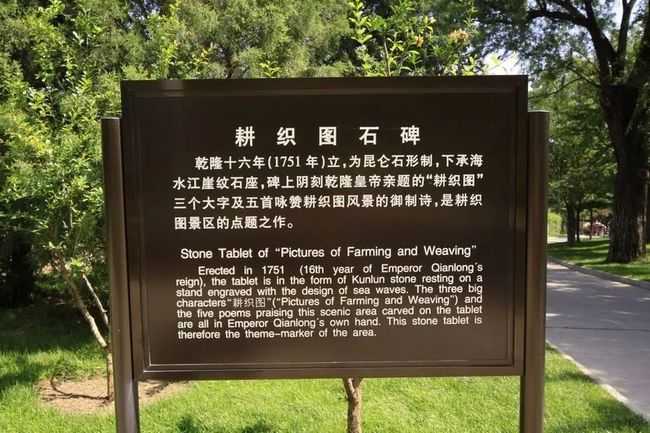 耕织图石碑
乾隆十六年(1751年)立,为昆仑石形制,下承海
水江崖纹石座,碑上阴刻乾隆皇帝亲题的“耕织图”
三个大字及五首咏赞耕织图风景的御制诗,是耕织
图景区的点题之作。
Stone Tablet of “Pictures of Farming and Weaving”
Erected in 1751 (16th year of Emperor Qianlong's
reign), the tablet is in the form of Kunlun stone resting on a
stand engraved with the design of sea waves. The three big
characters“耕织图”(“Pictures of Farming and Weaving”) and
the five poems praising this scenic area carved on the tablet
are all in Emperor Qianlong's own hand. This stone tablet is
therefore the theme-marker of the area.